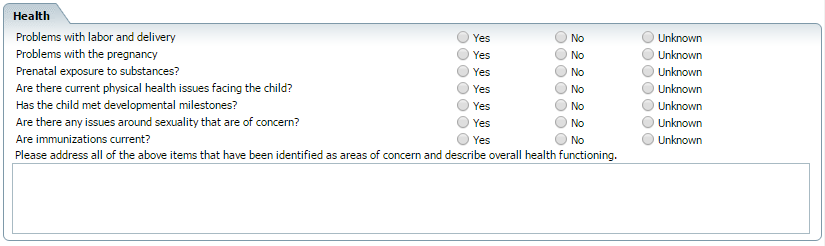 Health
Problems with labor and delivery Yes No Unknown
Problems with the pregnancy Yes No Unknown
Prenatal exposure to substances? Yes No Unknown
Are there current physical health issues facing the child? Yes No Unknown
Has the child met developmental milestones? Yes No Unknown
Are there any issues around sexuality that are of concern? Yes No Unknown
Are immunizations current? Yes No Unknown
Please address all of the above items that have been identified as areas of concern and describe overall health functioning.